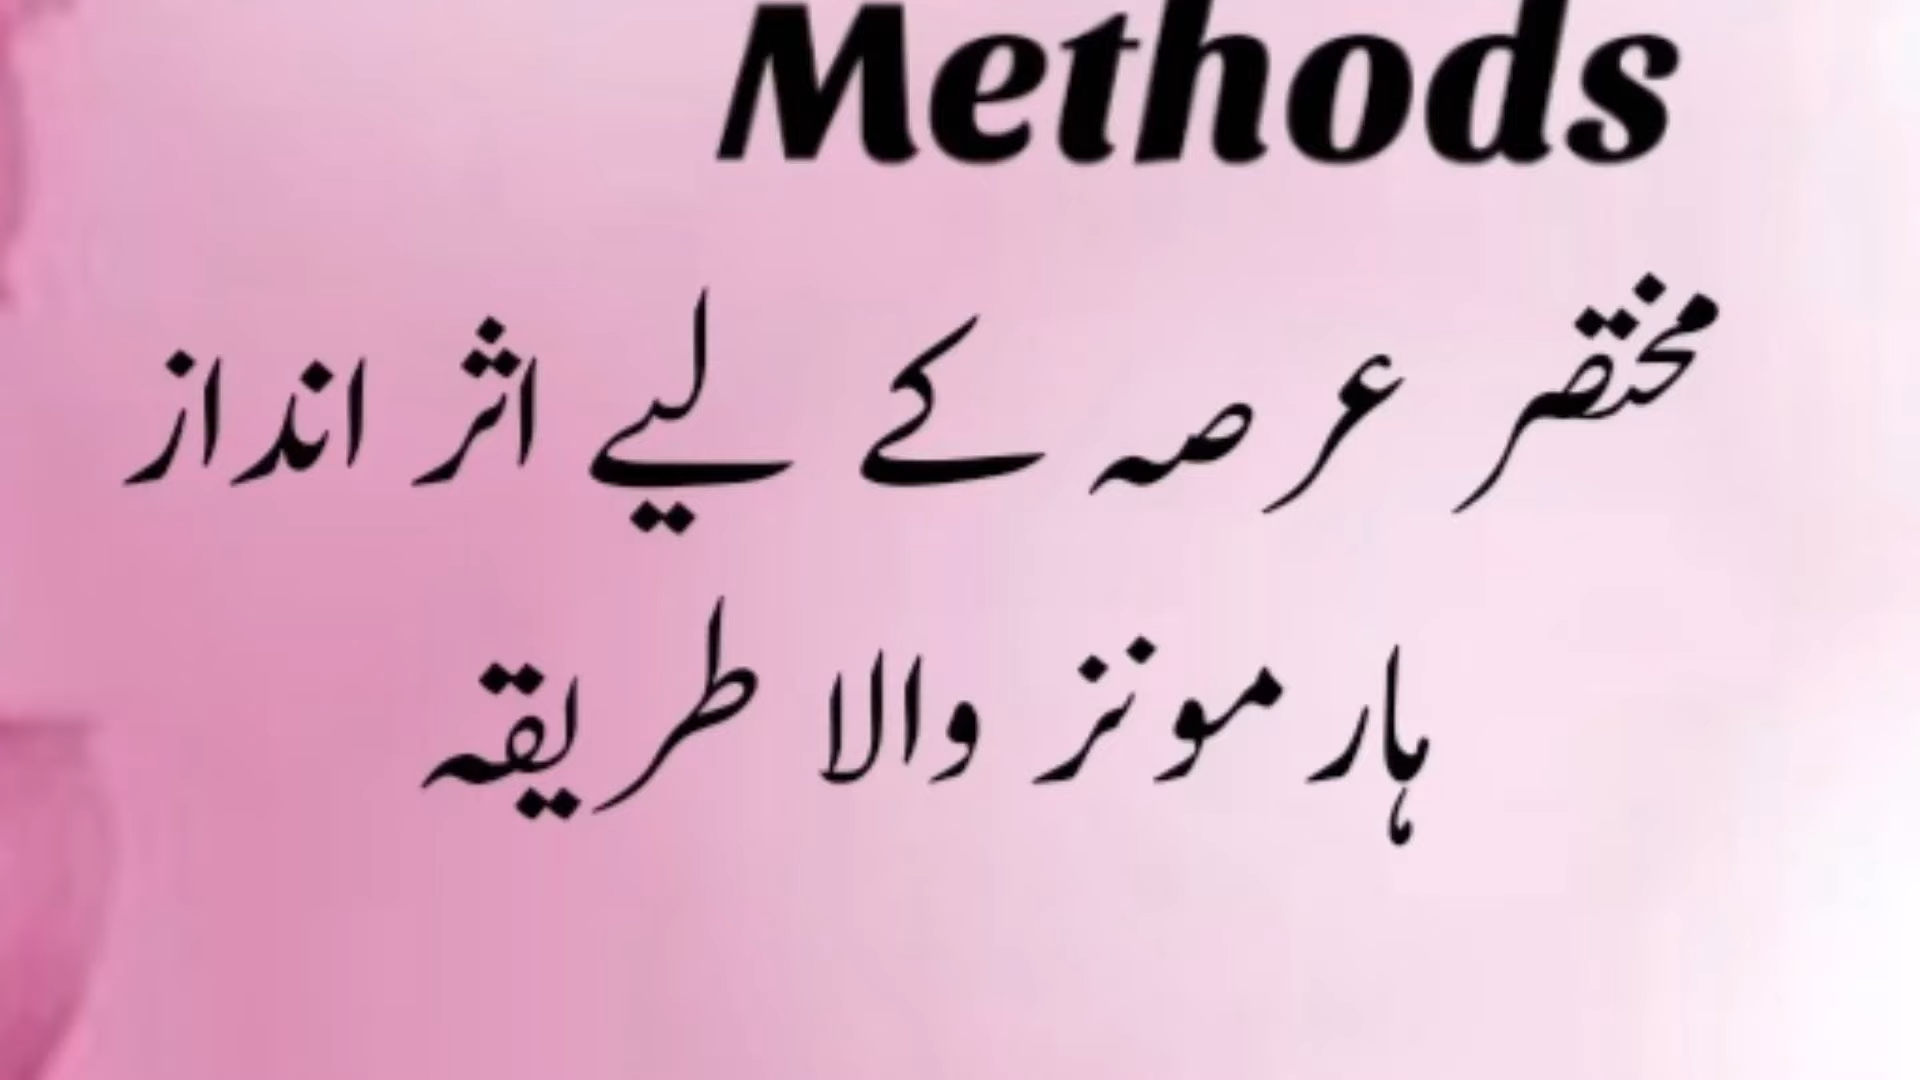 Methods
مختصر عرصہ کے لیے اثر انداز
ہارمونز والا طریقہ